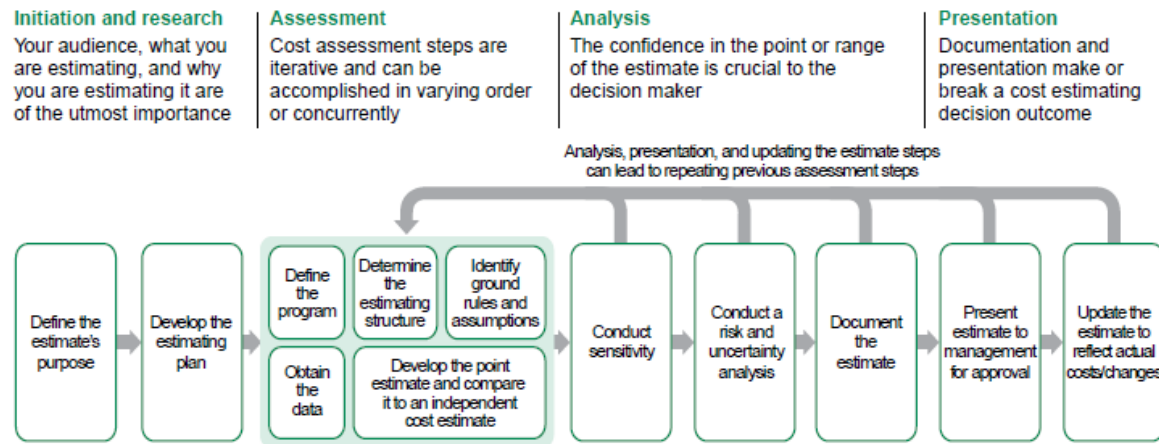 Initiation and research
Your audience, what you
are estimating, and why
you are estimating it are
of the utmost importance
Assessment
Cost assessment steps are
iterative and can be
accomplished in varying order
or concurrently
Analysis
The confidence in the point or range
of the estimate is crucial to the
decision maker
Presentation
Documentation and
presentation make or
break a cost estimating
decision outcome
Analysis, presentation, and updating the estimate steps
can lead to repeating previous assessment steps
Define the
estimate's
purpose
Develop the
estimating
plan
Define
the
program
Determine
the
estimating
structure
Identify
ground
rules and
assumptions
Obtain
the
data
Develop the point
estimate and compare
it to an independent
cost estimate
Conduct
sensitivity
Conduct a
risk and
uncertainty
analysis
Document
the
estimate
Present
estimate to
management
for approval
Update the
estimate to
reflect actual
costs/changes